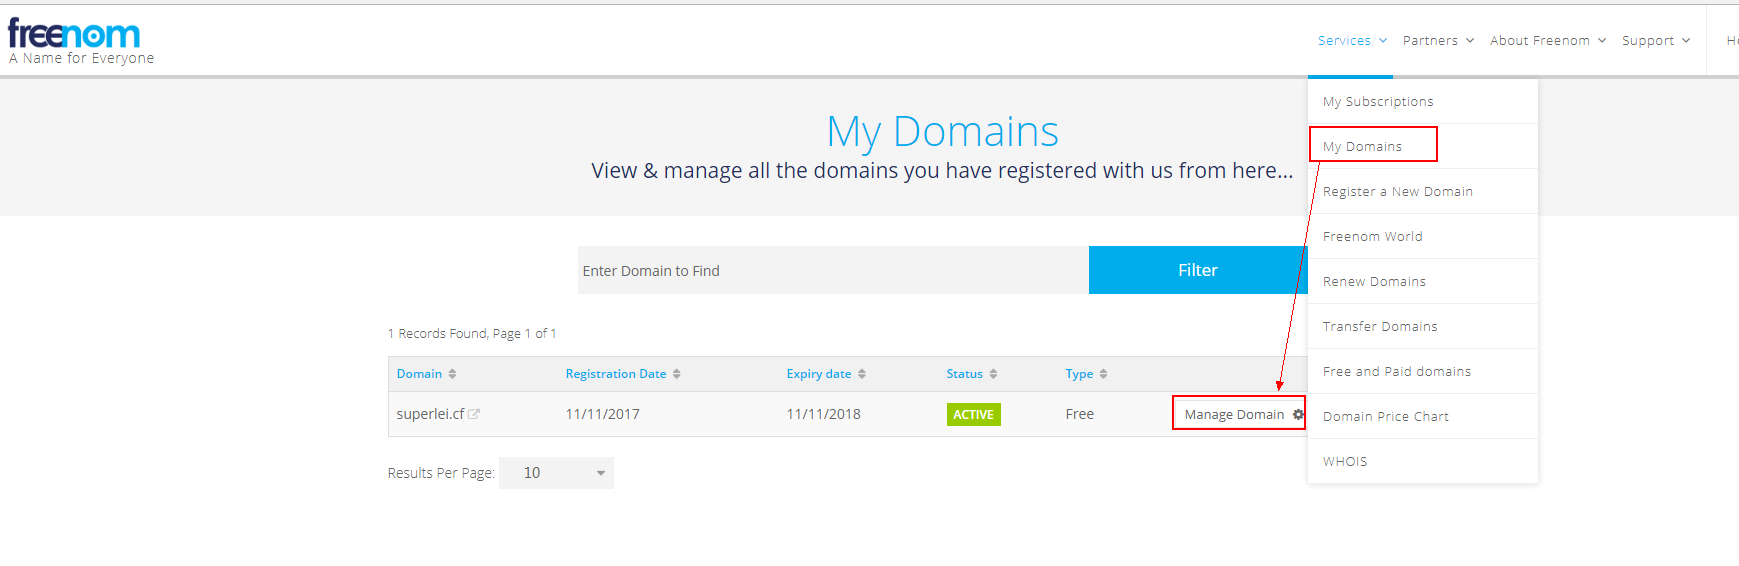 freenom
A Name for Everyone
Services Partners About Freenom Support He
My Subscriptions
My Domains
Register a New Domain
Freenom World
Renew Domains
Transfer Domains
Free and Paid domains
Domain Price Chart
WHOIS
My Domains
View & manage all the domains you have registered with us from here...
Enter Domain to Find Filter
1 Records Found, Page 1 of 1
Domain Registration Date Expiry date Status Type
superlei.cf 11/11/2017 11/11/2018 ACTIVE Free Manage Domain
Results Per Page: 10